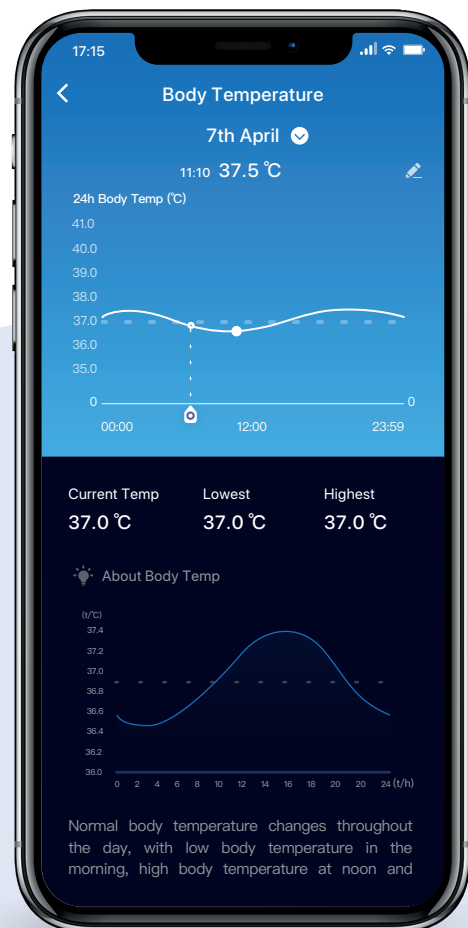 17:15
Body Temperature
7th April
11:10 37.5 ℃
24h Body Temp (℃)
41.0
40.0
39.0
38.0
37.0
36.0
35.0
0 0
00:00 12:00 23:59
Current Temp Lowest Highest
37.0 ℃ 37.0 ℃ 37.0 ℃
About Body Temp
(t/℃)
37.4
37.2
37.0
36.8
36.6
36.4
36.2
36.0
0 2 4 6 8 10 12 14 16 18 20 20 24 (t/h)
Normal body temperature changes throughout
the day, with low body temperature in the
morning, high body temperature at noon and